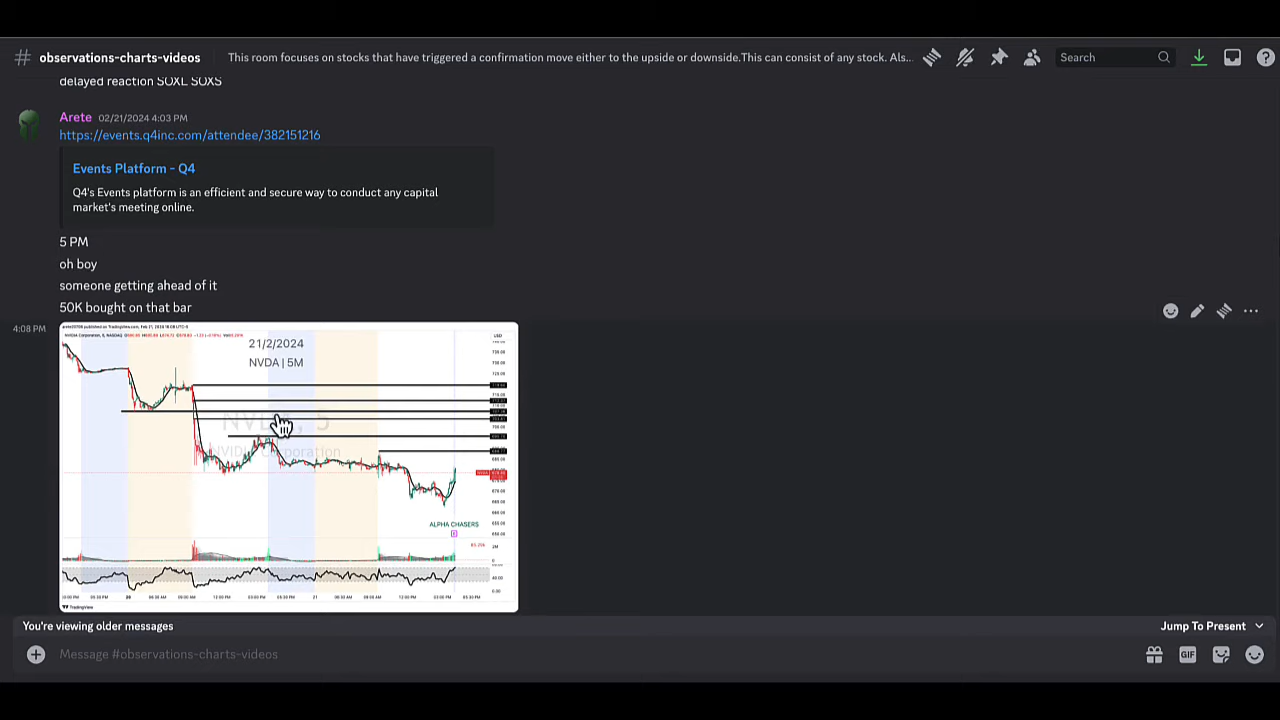 observations-charts-videos
This room focuses on stocks that have triggered a confirmation move either to the upside or downside.This can consist of any stock. Als...
Search
delayed reaction SOXL SOXS
Arete 02/21/2024 4:03 PM
https://events.q4inc.com/attendee/382151216
Events Platform - Q4
Q4's Events platform is an efficient and secure way to conduct any capital
market's meeting online.
5 PM
oh boy
someone getting ahead of it
50K bought on that bar
4:08 PM
21/2/2024
NVDA | 5M
NVIDIA Corporation
ALPHA CHASERS
TradingView
You're viewing older messages
Jump To Present
Message #observations-charts-videos
GIF